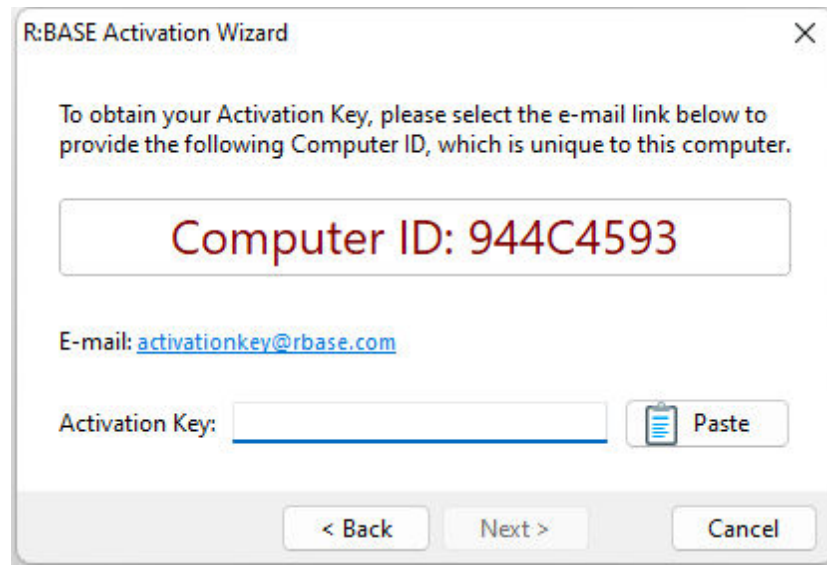 R:BASE Activation Wizard
To obtain your Activation Key, please select the e-mail link below to
provide the following Computer ID, which is unique to this computer.
Computer ID: 944C4593
E-mail: activationkey@rbase.com
Activation Key: Paste
< Back Next > Cancel